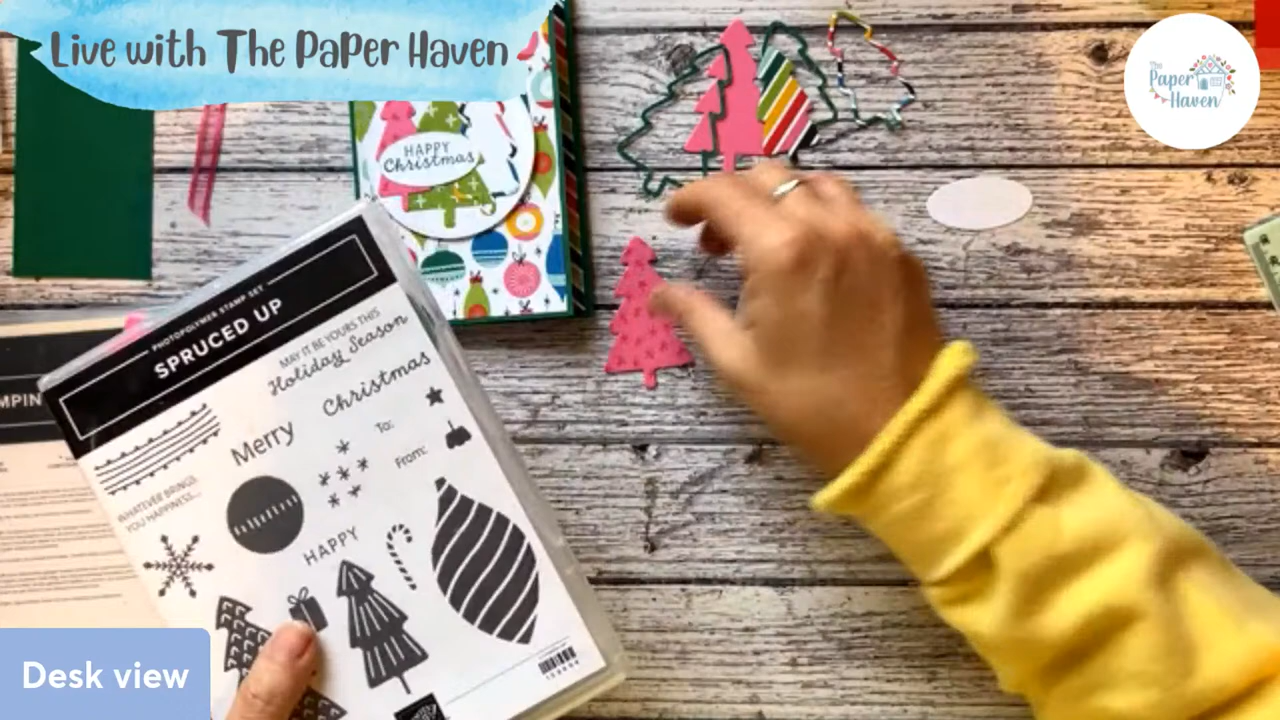 Live with The Paper Haven
The
Paper
Haven
HAPPY
Christmas
PHOTOPOLYMER STAMP SET
SPRUCED UP
MAY IT BE YOURS THIS
Holiday Season
Christmas
Merry
To:
From:
WHATEVER BRINGS
YOU HAPPINESS...
HAPPY
Desk view